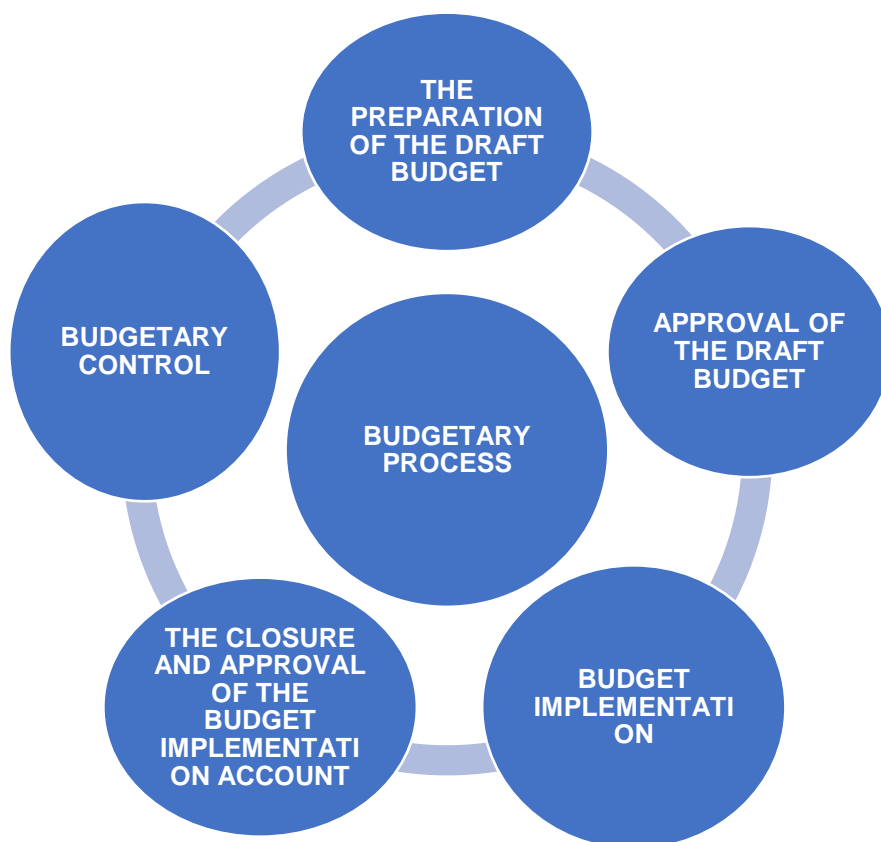 THE
PREPARATION
OF THE DRAFT
BUDGET
APPROVAL OF
THE DRAFT
BUDGET
BUDGET
IMPLEMENTATI
ON
THE CLOSURE
AND APPROVAL
OF THE
BUDGET
IMPLEMENTATI
ON ACCOUNT
BUDGETARY
CONTROL
BUDGETARY
PROCESS